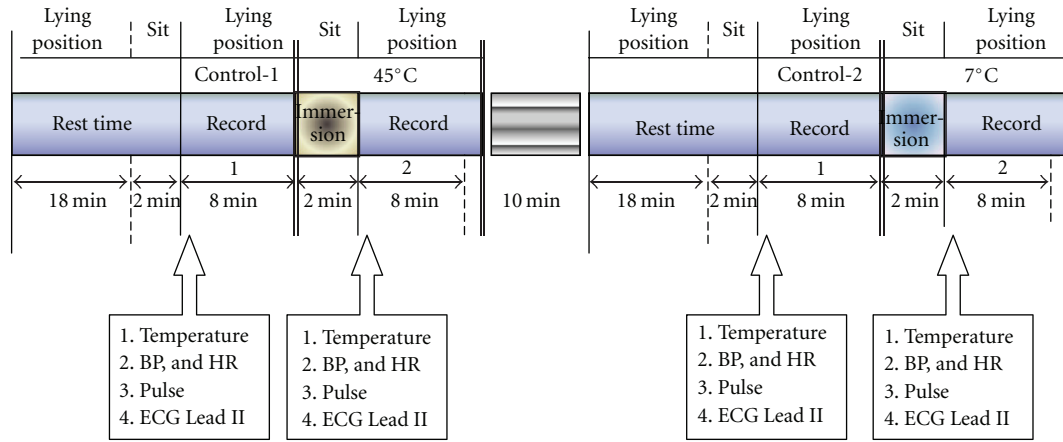 Lying position
Sit
Lying position
Sit
Lying position
Control-1
45°C
Rest time
Record
Immer-
sion
Record
1
2
18 min
2 min
8 min
2 min
8 min
10 min
1. Temperature
2. BP, and HR
3. Pulse
4. ECG Lead II
1. Temperature
2. BP, and HR
3. Pulse
4. ECG Lead II
Lying position
Sit
Lying position
Sit
Lying position
Control-2
7°C
Rest time
Record
Immer-
sion
Record
1
2
18 min
2 min
8 min
2 min
8 min
1. Temperature
2. BP, and HR
3. Pulse
4. ECG Lead II
1. Temperature
2. BP, and HR
3. Pulse
4. ECG Lead II